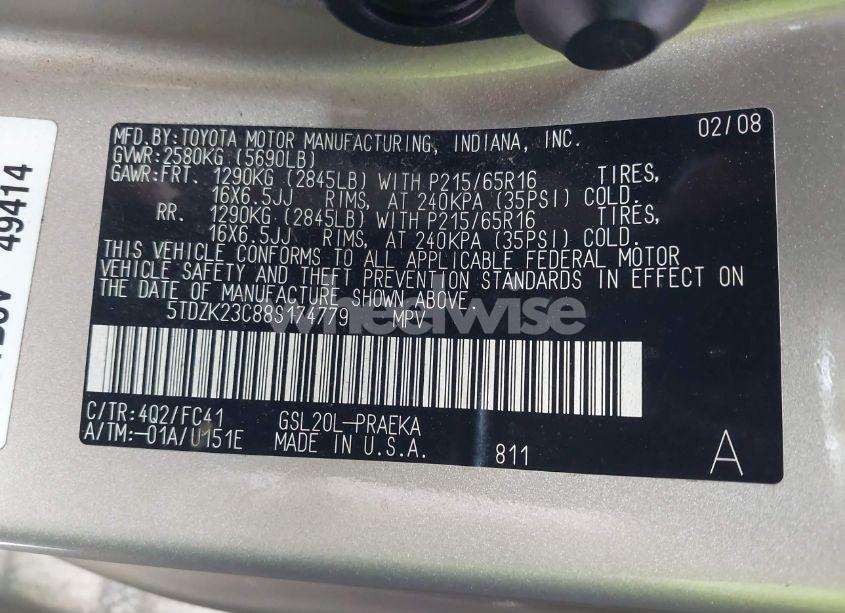 MFD.BY:TOYOTA MOTOR MANUFACTURING, INDIANA, INC. 02/08
GVWR:2580KG (5690LB)
GAWR:FRT. 1290KG (2845LB) WITH P215/65R16 TIRES,
16X6.5JJ RIMS, AT 240KPA (35PSI) COLD.
RR. 1290KG (2845LB) WITH P215/65R16 TIRES,
16X6.5JJ RIMS, AT 240KPA (35PSI) COLD.
THIS VEHICLE CONFORMS TO ALL APPLICABLE FEDERAL MOTOR
VEHICLE SAFETY AND THEFT PREVENTION STANDARDS IN EFFECT ON
THE DATE OF MANUFACTURE SHOWN ABOVE.
5TDZK23C88S174779 MPV
wheelwise
C/TR:4Q2/FC41 GSL20L-PRAEKA
A/TM:-01A/U151E MADE IN U.S.A. 811 A
49414